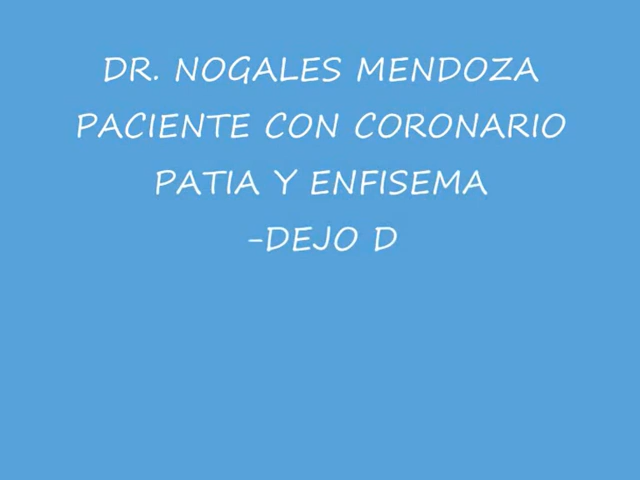 DR. NOGALES MENDOZA
PACIENTE CON CORONARIO
PATIA Y ENFISEMA
-DEJO D